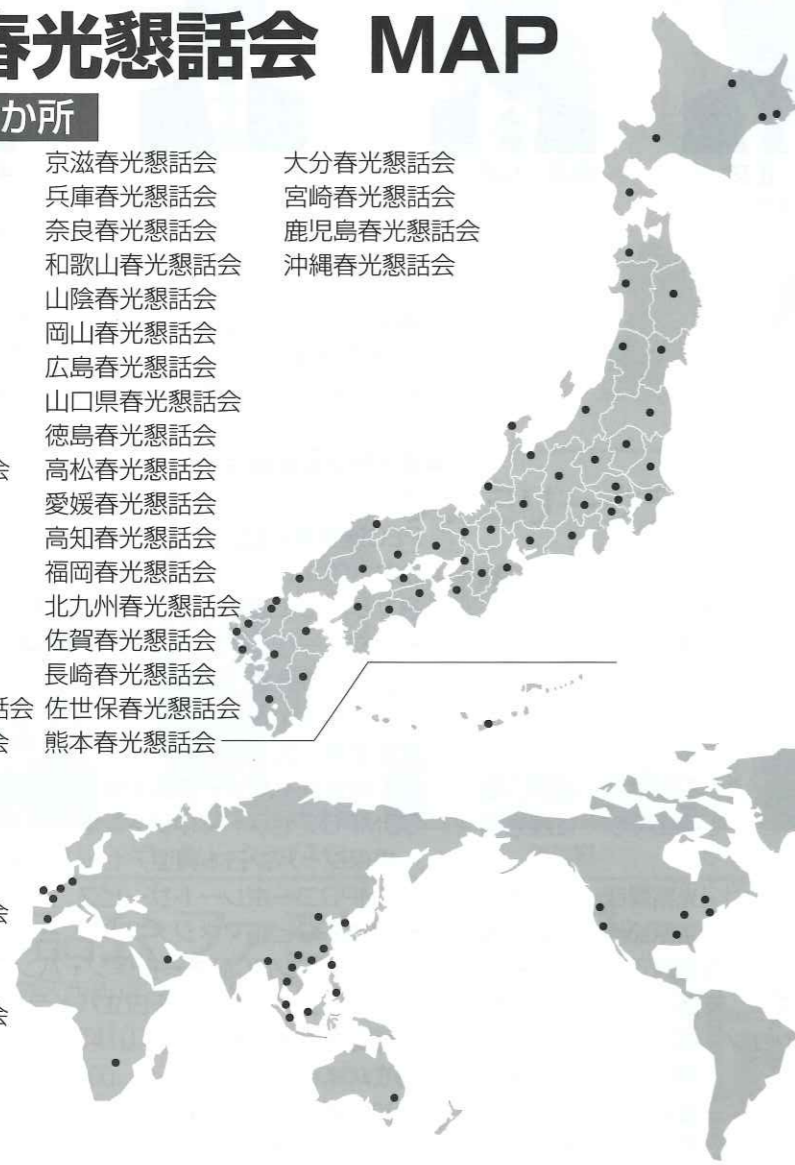 春光懇話会 MAP
か所
京滋春光懇話会
兵庫春光懇話会
奈良春光懇話会
和歌山春光懇話会
山陰春光懇話会
岡山春光懇話会
広島春光懇話会
山口県春光懇話会
徳島春光懇話会
会 高松春光懇話会
愛媛春光懇話会
高知春光懇話会
福岡春光懇話会
北九州春光懇話会
佐賀春光懇話会
長崎春光懇話会
話会 佐世保春光懇話会
会 熊本春光懇話会
大分春光懇話会
宮崎春光懇話会
鹿児島春光懇話会
沖縄春光懇話会
会
会